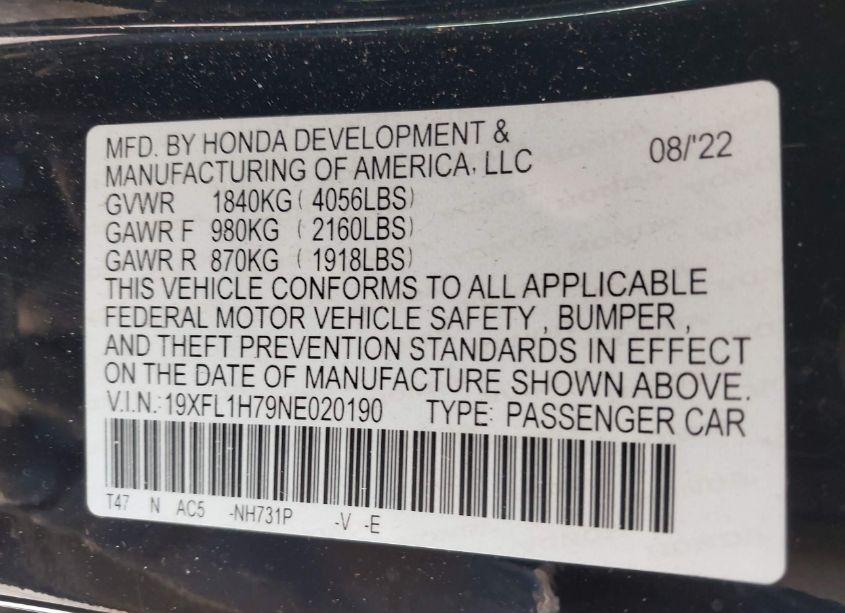 MFD. BY HONDA DEVELOPMENT &
MANUFACTURING OF AMERICA, LLC 08/'22
GVWR 1840KG ( 4056LBS)
GAWR F 980KG ( 2160LBS)
GAWR R 870KG ( 1918LBS)
THIS VEHICLE CONFORMS TO ALL APPLICABLE
FEDERAL MOTOR VEHICLE SAFETY , BUMPER ,
AND THEFT PREVENTION STANDARDS IN EFFECT
ON THE DATE OF MANUFACTURE SHOWN ABOVE.
V.I.N.: 19XFL1H79NE020190 TYPE: PASSENGER CAR
T47 N AC5 -NH731P -V -E